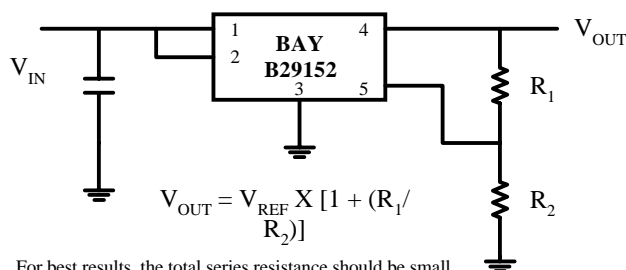 1 BAY 4
2 B29152
3 5
V_IN
V_OUT
R_1
R_2
V_OUT = V_REF X [1 + (R_1/
R_2)]
For best results, the total series resistance should be small